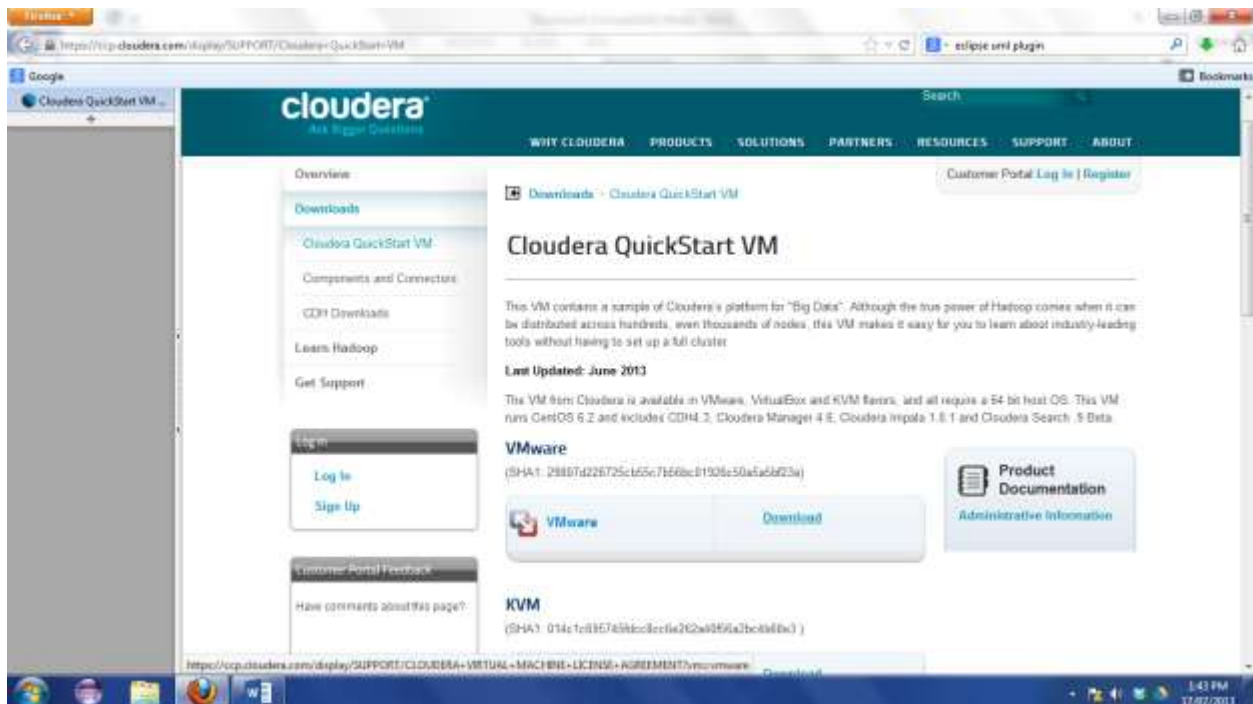 Firefox
https://ccp.cloudera.com/display/SUPPORT/Cloudera+QuickStart+VM
eclipse uml plugin
Google
Bookmarks
Cloudera QuickStart VM ...
+
cloudera
Ask Bigger Questions
Search
WHY CLOUDERA PRODUCTS SOLUTIONS PARTNERS RESOURCES SUPPORT ABOUT
Customer Portal Log In | Register
Overview
Downloads
Cloudera QuickStart VM
Components and Connectors
CDH Downloads
Learn Hadoop
Get Support
Log in
Log In
Sign Up
Customer Portal Feedback
Have comments about this page?
Downloads › Cloudera QuickStart VM
Cloudera QuickStart VM
This VM contains a sample of Cloudera's platform for "Big Data". Although the true power of Hadoop comes when it can
be distributed across hundreds, even thousands of nodes, this VM makes it easy for you to learn about industry-leading
tools without having to set up a full cluster.
Last Updated: June 2013
The VM from Cloudera is available in VMware, VirtualBox and KVM flavors, and all require a 64 bit host OS. This VM
runs CentOS 6.2 and includes CDH4.3, Cloudera Manager 4.6, Cloudera Impala 1.0.1 and Cloudera Search .9 Beta.
VMware
(SHA1:
VMware Download
Product
Documentation
Administrative Information
KVM
(SHA1:
Download
https://ccp.cloudera.com/display/SUPPORT/CLOUDERA+VIRTUAL+MACHINE+LICENSE+AGREEMENT?vm=vmware
1:43 PM
17/07/2013